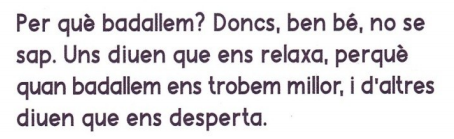 Per què badallem? Doncs, ben bé, no se
sap. Uns diuen que ens relaxa, perquè
quan badallem ens trobem millor, i d'altres
diuen que ens desperta.